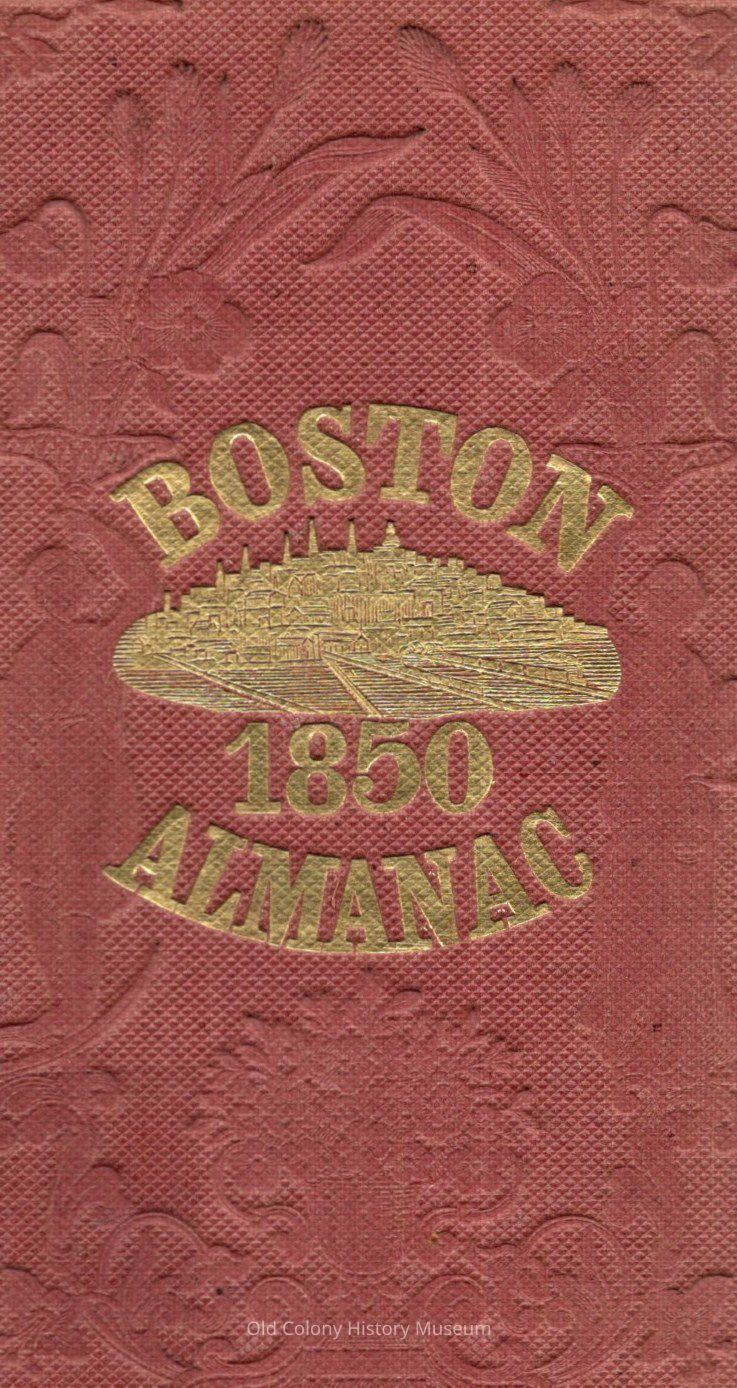 BOSTON
1850
ALMANAC
Old Colony History Museum